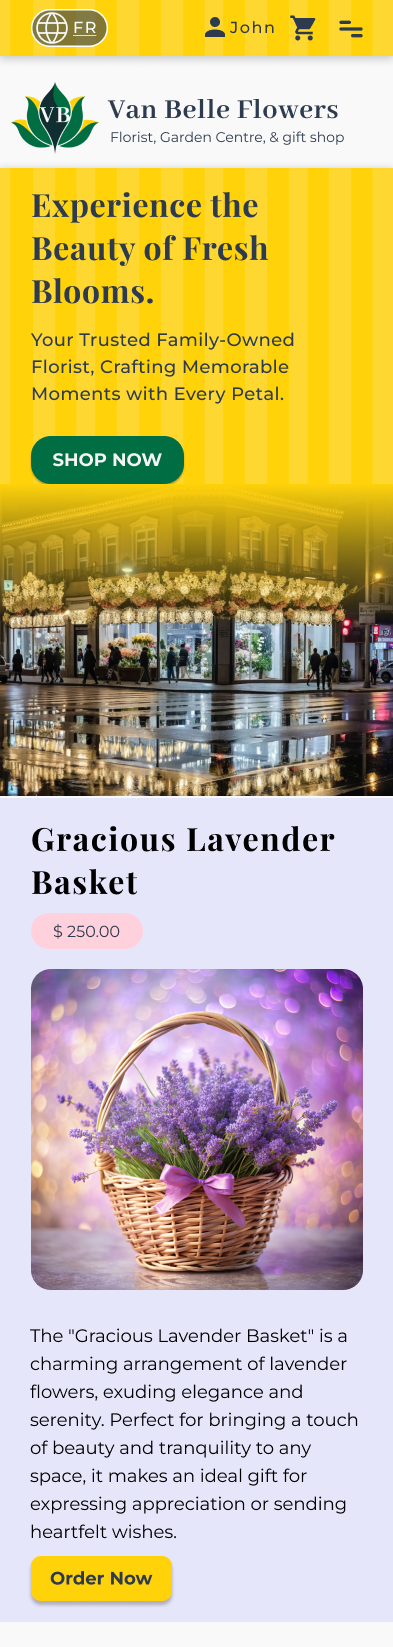 FR
John
VB
Van Belle Flowers
Florist, Garden Centre, & gift shop
Experience the
Beauty of Fresh
Blooms.
Your Trusted Family-Owned
Florist, Crafting Memorable
Moments with Every Petal.
SHOP NOW
Gracious Lavender
Basket
$ 250.00
The "Gracious Lavender Basket" is a
charming arrangement of lavender
flowers, exuding elegance and
serenity. Perfect for bringing a touch
of beauty and tranquility to any
space, it makes an ideal gift for
expressing appreciation or sending
heartfelt wishes.
Order Now